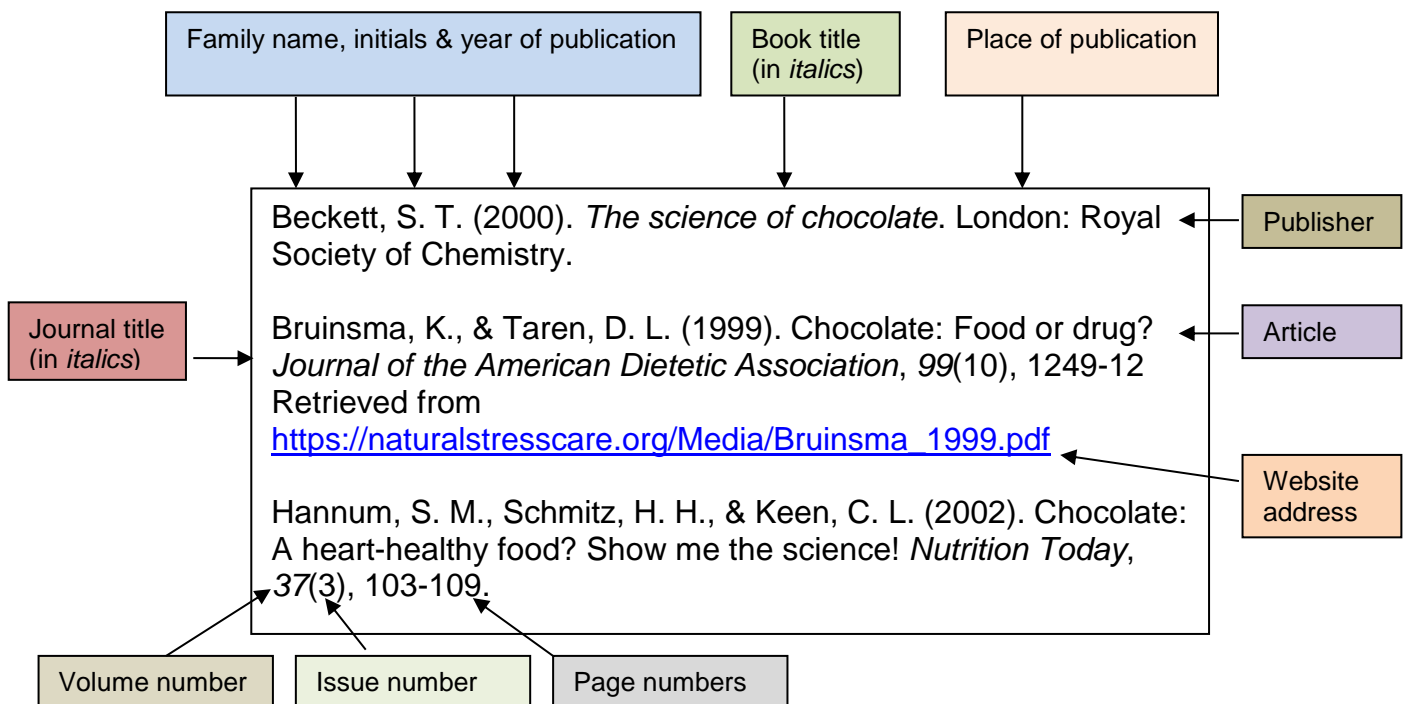 Family name, initials & year of publication
Book title
(in italics)
Place of publication
Beckett, S. T. (2000). The science of chocolate. London: Royal
Society of Chemistry.
Publisher
Journal title
(in italics)
Bruinsma, K., & Taren, D. L. (1999). Chocolate: Food or drug?
Journal of the American Dietetic Association, 99(10), 1249-12
Retrieved from
https://naturalstresscare.org/Media/Bruinsma_1999.pdf
Article
Website
address
Hannum, S. M., Schmitz, H. H., & Keen, C. L. (2002). Chocolate:
A heart-healthy food? Show me the science! Nutrition Today,
37(3), 103-109.
Volume number
Issue number
Page numbers